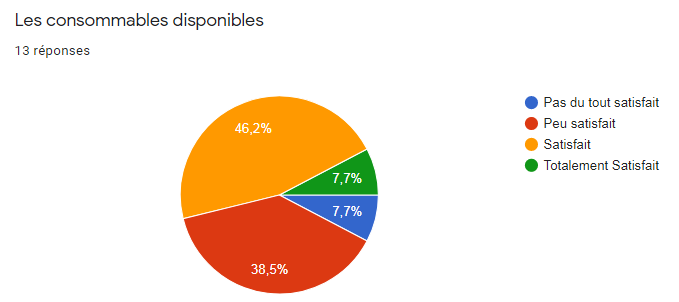 Les consommables disponibles
13 réponses
Pas du tout satisfait
Peu satisfait
Satisfait
Totalement Satisfait
46,2%
7,7%
7,7%
38,5%